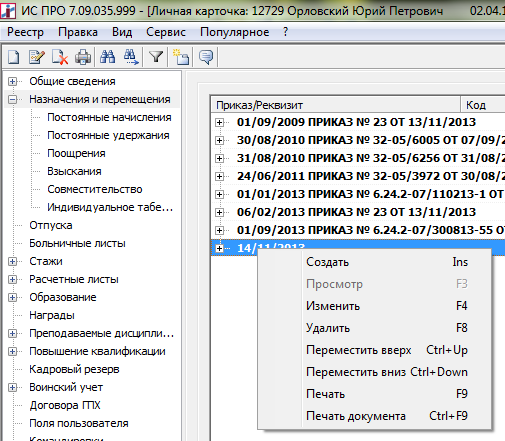 ИС ПРО 7.09.035.999 - [Личная карточка: 12729 Орловский Юрий Петрович 02.04.1
Реестр Правка Вид Сервис Популярное ?
Общие сведения
Назначения и перемещения
Постоянные начисления
Постоянные удержания
Поощрения
Взыскания
Совместительство
Индивидуальное табе...
Отпуска
Больничные листы
Стажи
Расчетные листы
Образование
Награды
Преподаваемые дисципли...
Повышение квалификации
Кадровый резерв
Воинский учет
Договора ГПХ
Поля пользователя
Командировки
Приказ/Реквизит Код
01/09/2009 ПРИКАЗ № 23 ОТ 13/11/2013
30/08/2010 ПРИКАЗ № 32-05/6005 ОТ 07/09/2
31/08/2010 ПРИКАЗ № 32-05/6256 ОТ 31/08/2
24/06/2011 ПРИКАЗ № 32-05/3972 ОТ 30/08/2
01/01/2013 ПРИКАЗ № 6.24.2-07/110213-1 ОТ
06/02/2013 ПРИКАЗ № 23 ОТ 13/11/2013
01/09/2013 ПРИКАЗ № 6.24.2-07/300813-55 О
14/11/2013
Создать Ins
Просмотр F3
Изменить F4
Удалить F8
Переместить вверх Ctrl+Up
Переместить вниз Ctrl+Down
Печать F9
Печать документа Ctrl+F9